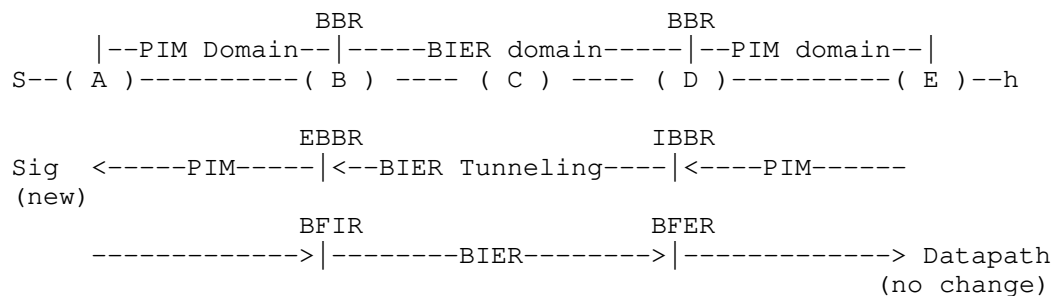 BBR                         BBR
       |--PIM Domain--|-----BIER domain-----|--PIM domain--|
S--( A )----------( B ) ---- ( C ) ---- ( D )----------( E )--h

                     EBBR                    IBBR
Sig  <-----PIM-----|<--BIER Tunneling----|<----PIM------
(new)
                     BFIR                    BFER
     ------------->|--------BIER-------->|-------------> Datapath
                                                      (no change)